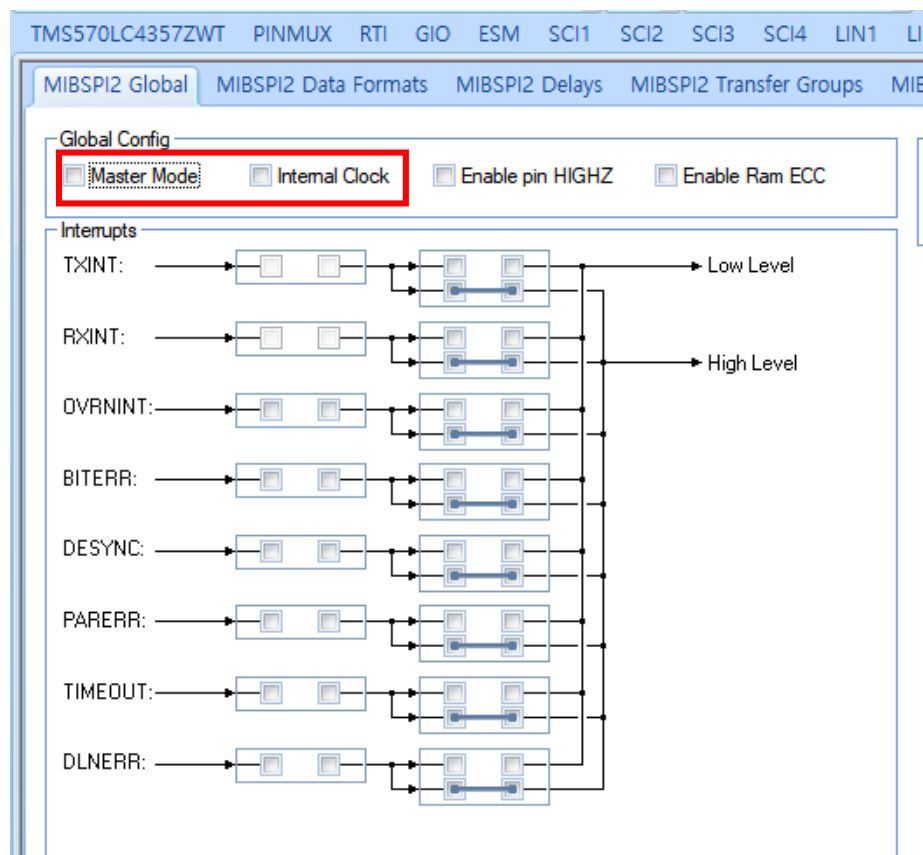 TMS570LC4357ZWT PINMUX RTI GIO ESM SCI1 SCI2 SCI3 SCI4 LIN1
MIBSPI2 Global MIBSPI2 Data Formats MIBSPI2 Delays MIBSPI2 Transfer Groups
Global Config
Master Mode Internal Clock Enable pin HIGHZ Enable Ram ECC
Interrupts
TXINT: Low Level
RXINT:
High Level
OVRNINT:
BITERR:
DESYNC:
PARERR:
TIMEOUT:
DLNERR: